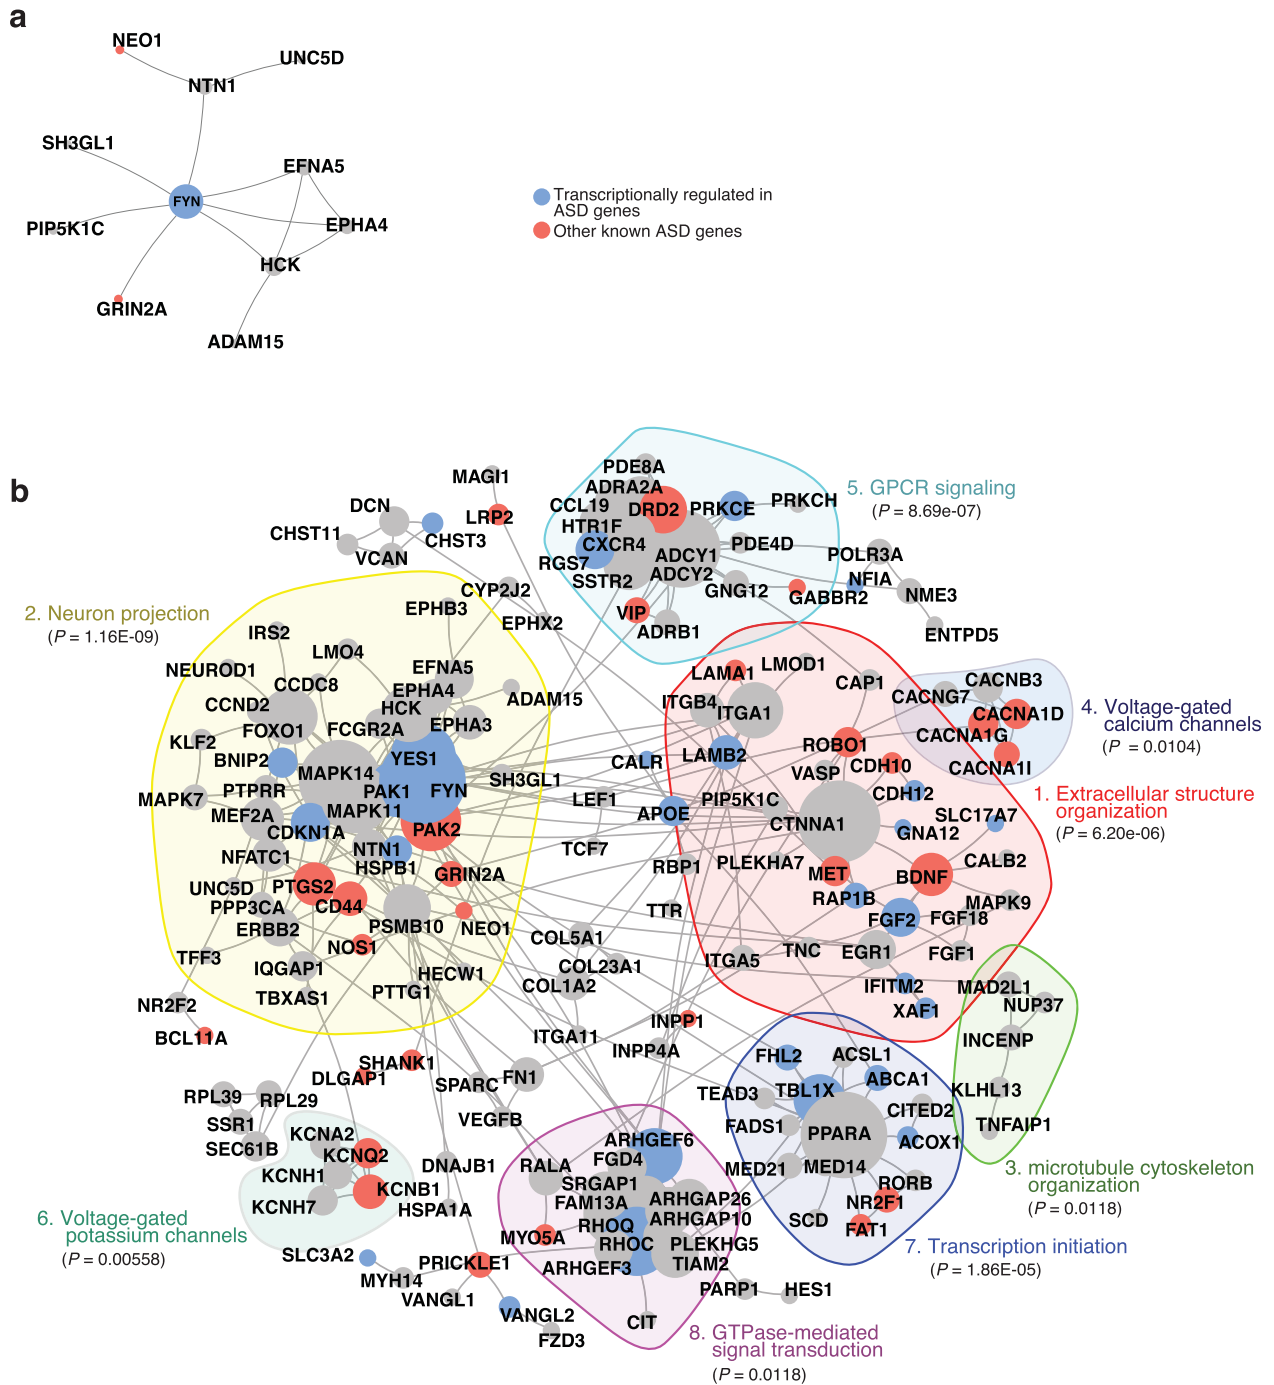 a
NEO1
UNC5D
NTN1
SH3GL1
EFNA5
FYN
PIP5K1C
EPHA4
HCK
GRIN2A
ADAM15
Transcriptionally regulated in
ASD genes
Other known ASD genes
b
MAGI1
LRP2
DCN
CHST11
CHST3
VCAN
PDE8A
ADRA2A
CCL19
DRD2
PRKCE
PRKCH
HTR1F
CXCR4
ADCY1
PDE4D
RGS7
SSTR2
ADCY2
GNG12
VIP
ADRB1
5. GPCR signaling
(P = 8.69e-07)
POLR3A
GABBR2
NFIA
NME3
ENTPD5
2. Neuron projection
(P = 1.16E-09)
CYP2J2
EPHB3
EPHX2
IRS2
LMO4
NEUROD1
CCDC8
EFNA5
EPHA4
ADAM15
CCND2
HCK
FOXO1
FCGR2A
EPHA3
KLF2
BNIP2
YES1
MAPK14
SH3GL1
MAPK7
PTPRR
PAK1
FYN
MEF2A
MAPK11
CDKN1A
PAK2
NTN1
NFATC1
HSPB1
GRIN2A
UNC5D
PTGS2
PPP3CA
CD44
ERBB2
PSMB10
NEO1
NOS1
TFF3
IQGAP1
HECW1
TBXAS1
PTTG1
NR2F2
BCL11A
CALR
LEF1
APOE
TCF7
RBP1
TTR
COL5A1
COL23A1
COL1A2
ITGA11
INPP1
INPP4A
LAMA1
LMOD1
CAP1
ITGB4
ITGA1
LAMB2
ROBO1
VASP
CDH10
CDH12
PIP5K1C
CTNNA1
GNA12
SLC17A7
PLEKHA7
MET
BDNF
CALB2
RAP1B
MAPK9
FGF2
FGF18
ITGA5
TNC
EGR1
FGF1
IFITM2
XAF1
CACNG7
CACNB3
CACNA1D
CACNA1G
CACNA1I
4. Voltage-gated
calcium channels
(P = 0.0104)
1. Extracellular structure
organization
(P = 6.20e-06)
MAD2L1
NUP37
INCENP
KLHL13
TNFAIP1
3. microtubule cytoskeleton
organization
(P = 0.0118)
SHANK1
DLGAP1
RPL39
RPL29
SSR1
SEC61B
SPARC
FN1
VEGFB
KCNA2
KCNQ2
KCNH1
KCNB1
KCNH7
6. Voltage-gated
potassium channels
(P = 0.00558)
DNAJB1
HSPA1A
SLC3A2
MYH14
PRICKLE1
VANGL1
VANGL2
FZD3
ARHGEF6
RALA
FGD4
SRGAP1
FAM13A
ARHGAP26
RHOQ
ARHGAP10
MYO5A
RHOC
PLEKHG5
ARHGEF3
TIAM2
CIT
PARP1
HES1
8. GTPase-mediated
signal transduction
(P = 0.0118)
FHL2
ACSL1
TEAD3
TBL1X
ABCA1
FADS1
CITED2
PPARA
ACOX1
MED21
MED14
RORB
NR2F1
SCD
FAT1
7. Transcription initiation
(P = 1.86E-05)